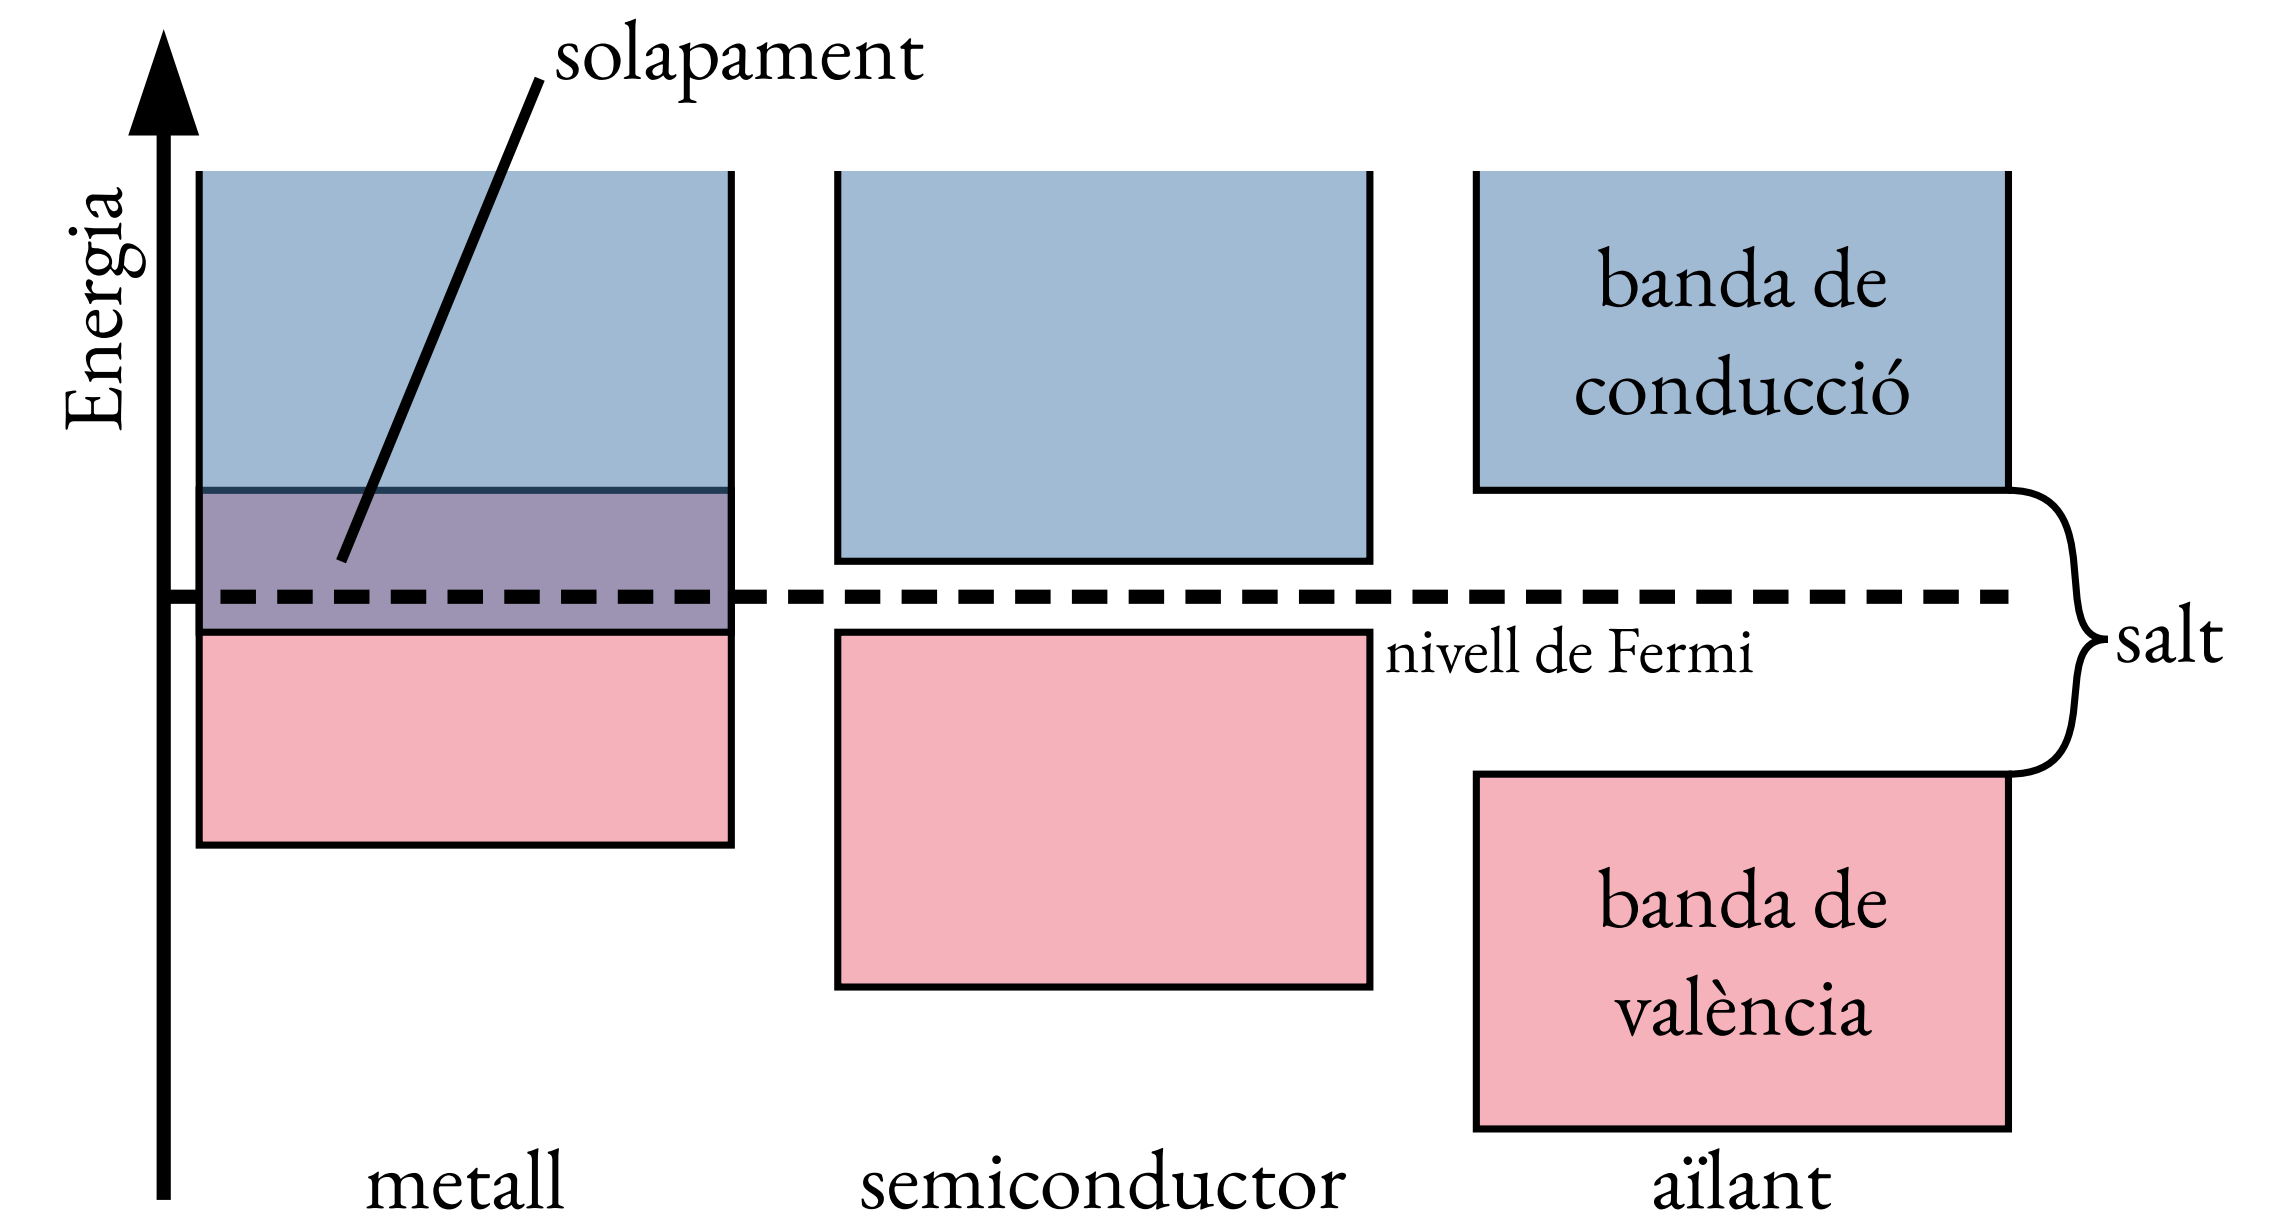 solapament
Energia
banda de
conducció
nivell de Fermi
salt
banda de
valència
metall
semiconductor
aïlant